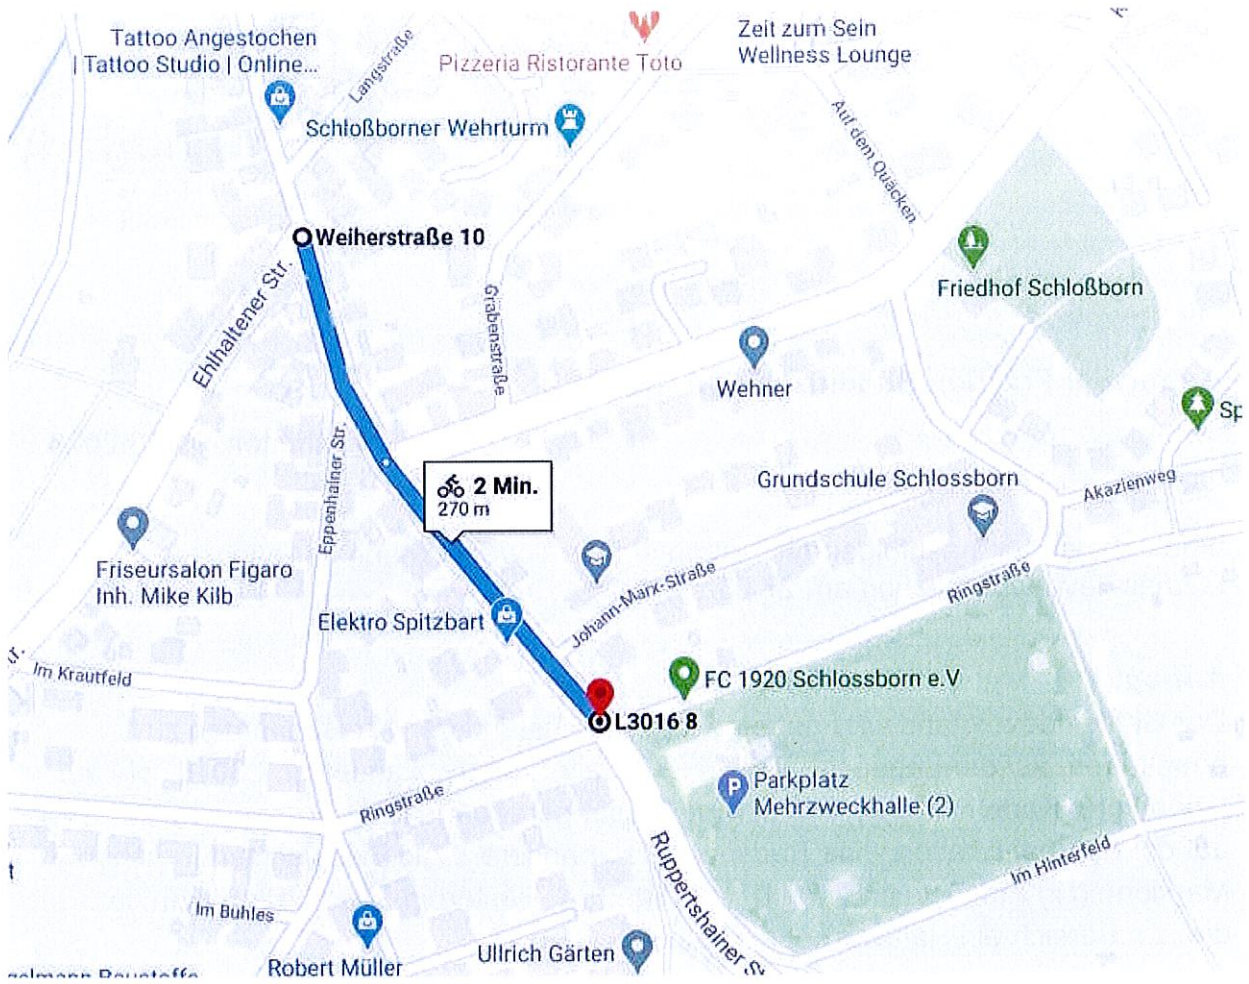 Tattoo Angestochen
| Tattoo Studio | Online...
Langstraße
Pizzeria Ristorante Toto
Zeit zum Sein
Wellness Lounge
Schloßborner Wehrturm
Auf dem Quäcken
Weiherstraße 10
Ehlhaltener Str.
Grabenstraße
Friedhof Schloßborn
Wehner
Sp
Eppenhainer Str.
2 Min.
270 m
Grundschule Schlossborn
Akazienweg
Friseursalon Figaro
Inh. Mike Kilb
Elektro Spitzbart
Johann-Marx-Straße
Ringstraße
Im Krautfeld
FC 1920 Schlossborn e.V
L3016 8
Ringstraße
P
Parkplatz
Mehrzweckhalle (2)
Ruppertshainer St
Im Hinterfeld
Im Buhles
Robert Müller
Ullrich Gärten
gelmann Baustoffe